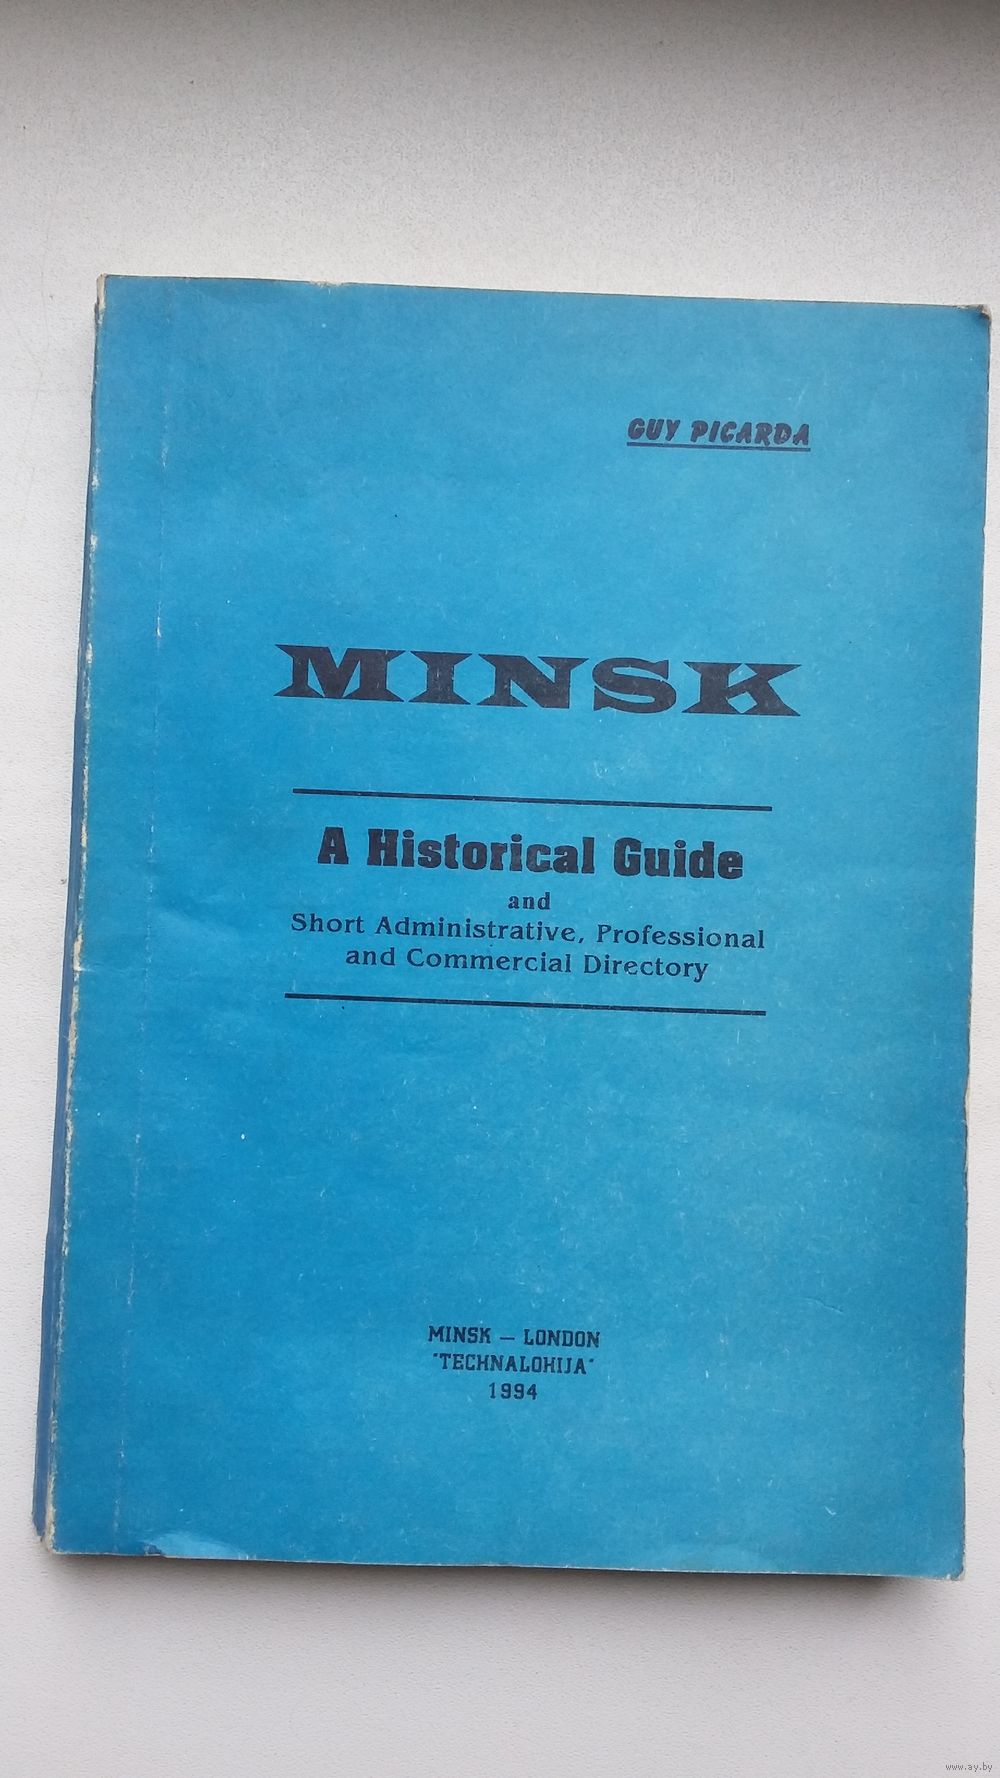 GUY PICARDA
MINSK
A Historical Guide
and
Short Administrative, Professional
and Commercial Directory
MINSK – LONDON
"TECHNALOHIJA"
1994
www.ay.by